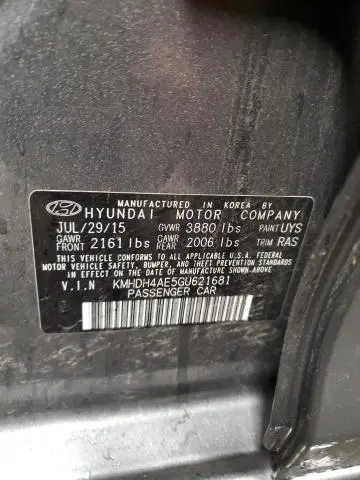 MANUFACTURED IN KOREA BY
HYUNDAI MOTOR COMPANY
JUL/29/15 GVWR 3880 lbs PAINT UYS
GAWR FRONT 2161 lbs GAWR REAR 2006 lbs TRIM RAS
THIS VEHICLE CONFORMS TO ALL APPLICABLE U.S. FEDERAL
MOTOR VEHICLE SAFETY, BUMPER, AND THEFT PREVENTION
STANDARDS IN EFFECT ON THE DATE OF MANUFACTURE SHOWN ABOVE.
V.I.N KMHDH4AE5GU621681
PASSENGER CAR